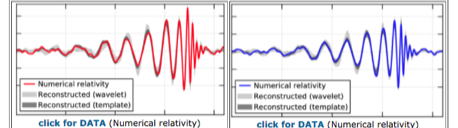 Numerical relativity
Reconstructed (wavelet)
Reconstructed (template)
click for DATA (Numerical relativity)
Numerical relativity
Reconstructed (wavelet)
Reconstructed (template)
click for DATA (Numerical relativity)